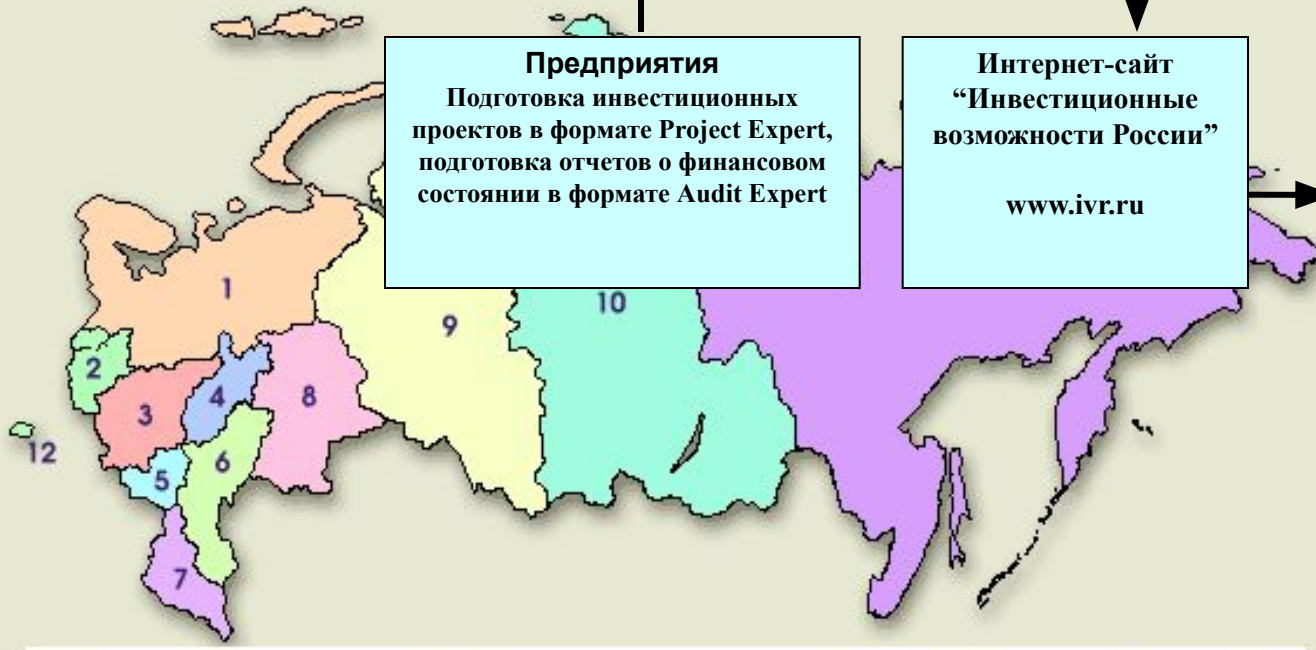 Предприятия
Подготовка инвестиционных
проектов в формате Project Expert,
подготовка отчетов о финансовом
состоянии в формате Audit Expert
Интернет-сайт
“Инвестиционные
возможности России”
www.ivr.ru
1
2
3
4
5
6
7
8
9
10
12